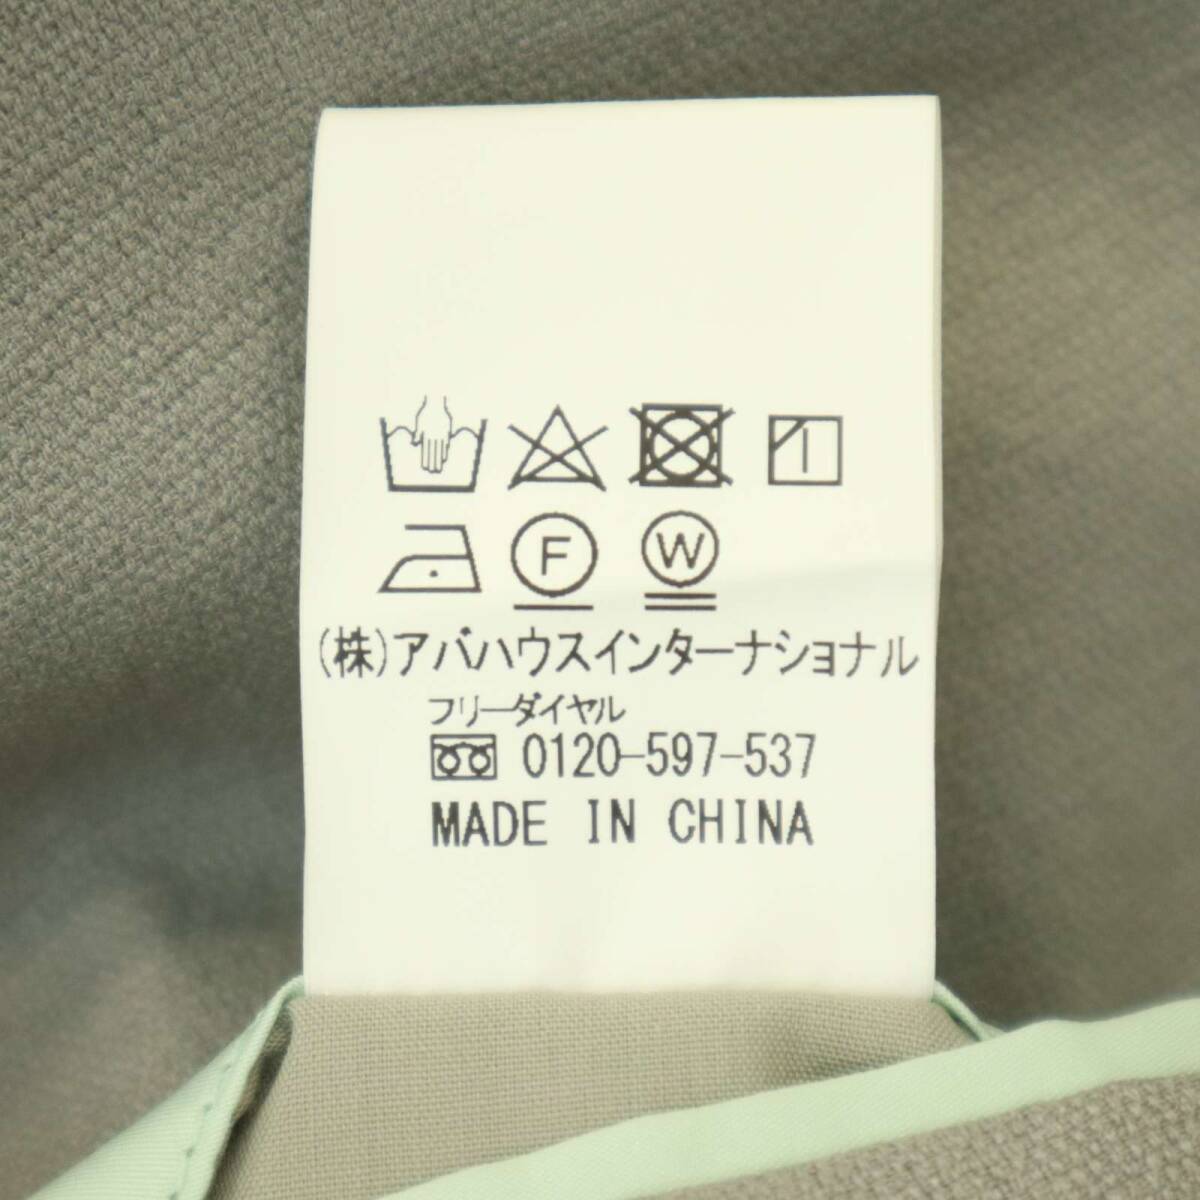 F W
(株)アバハウスインターナショナル
フリーダイヤル
0120-597-537
MADE IN CHINA